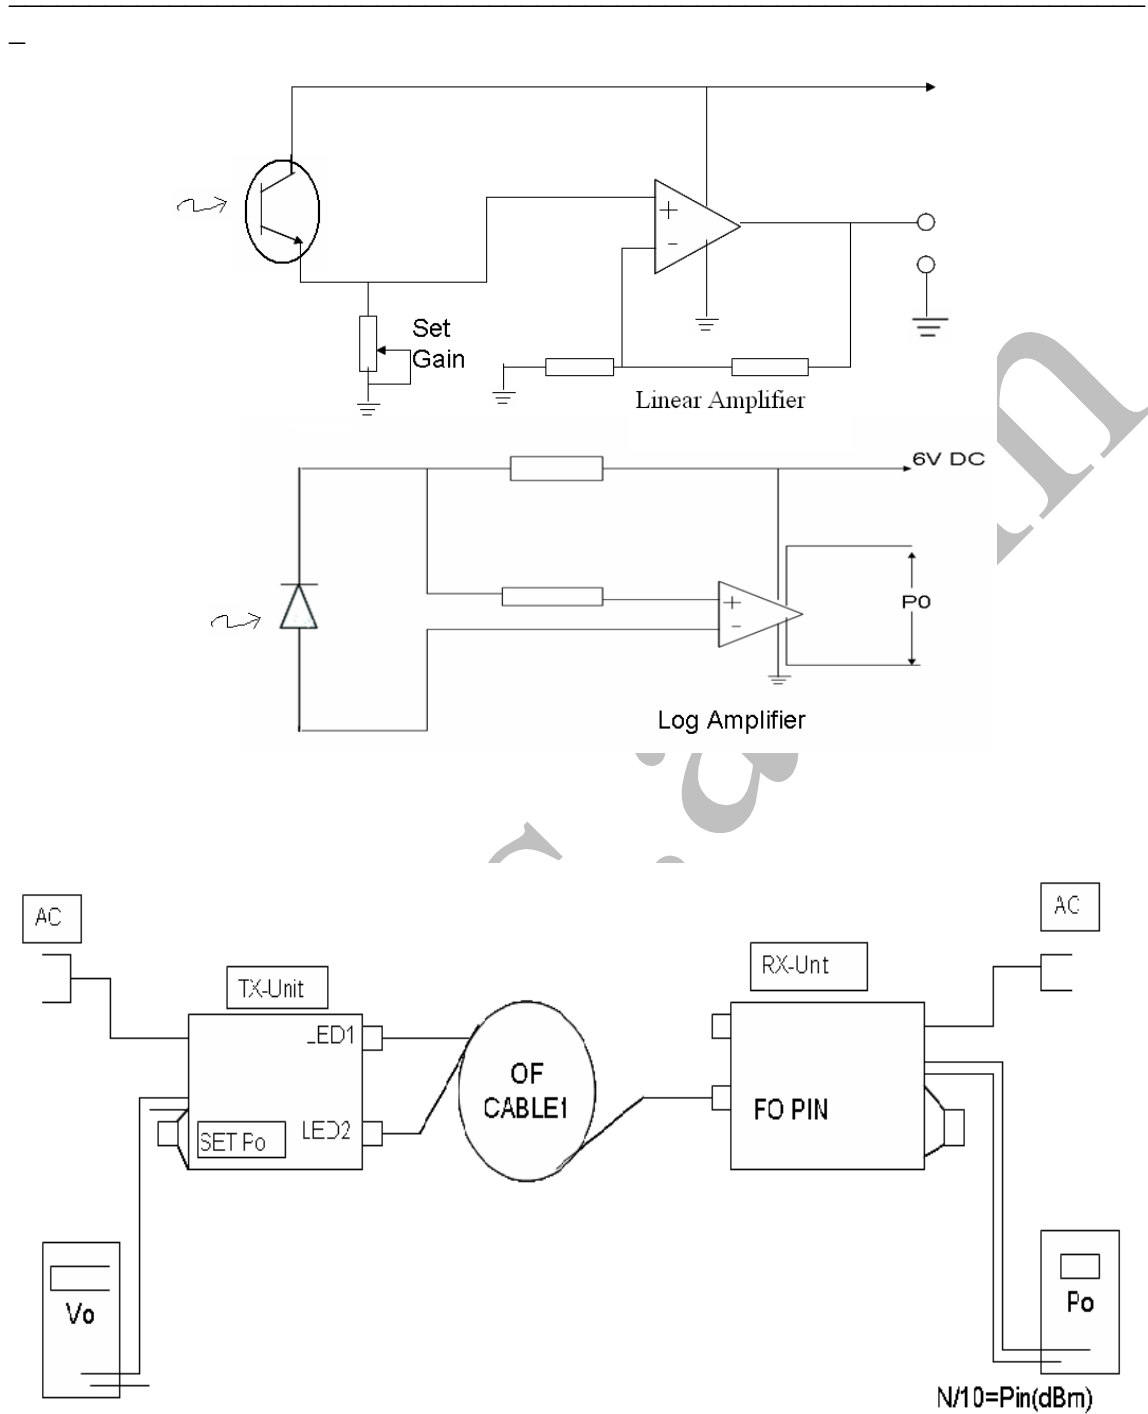 +
−
Set
Gain
Linear Amplifier
6V DC
+
−
P0
Log Amplifier
AC
AC
TX-Unit
RX-Unt
LED1
OF
CABLE1
FO PIN
SET Po
LED2
Vo
Po
N/10=Pin(dBm)